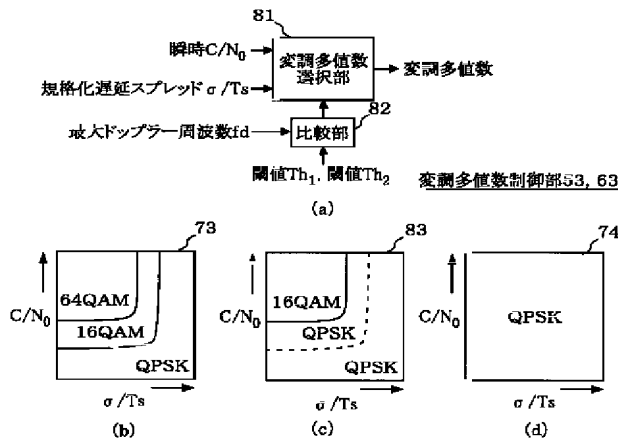 81
瞬時C/N₀
変調多値数
選択部
変調多値数
規格化遅延スプレッドσ/Ts
82
最大ドップラー周波数fd
比較部
閾値Th₁, 閾値Th₂
変調多値数制御部53, 63
(a)
73
C/N₀
64QAM
16QAM
QPSK
σ/Ts
(b)
83
C/N₀
16QAM
QPSK
QPSK
σ/Ts
(c)
74
C/N₀
QPSK
σ/Ts
(d)